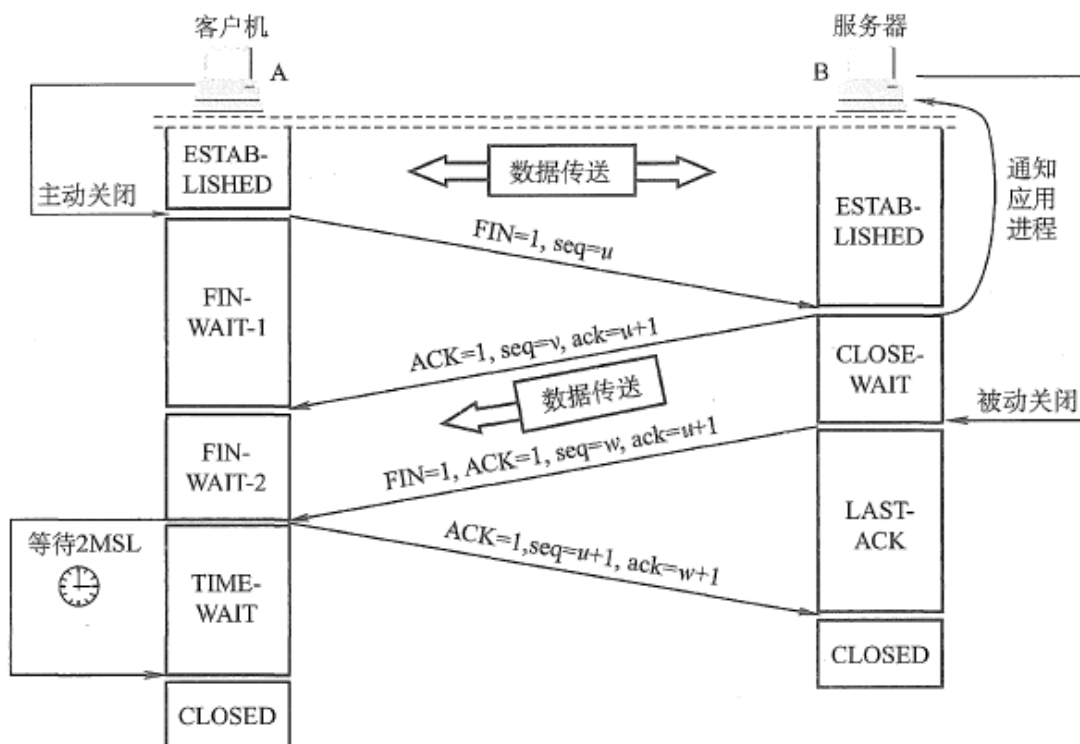 客户机
服务器
A
B
ESTAB-
LISHED
数据传送
通知
应用
进程
主动关闭
ESTAB-
LISHED
FIN=1, seq=u
FIN-
WAIT-1
ACK=1, seq=v, ack=u+1
CLOSE-
WAIT
数据传送
被动关闭
FIN-
WAIT-2
FIN=1, ACK=1, seq=w, ack=u+1
LAST-
ACK
等待2MSL
ACK=1,seq=u+1, ack=w+1
TIME-
WAIT
CLOSED
CLOSED